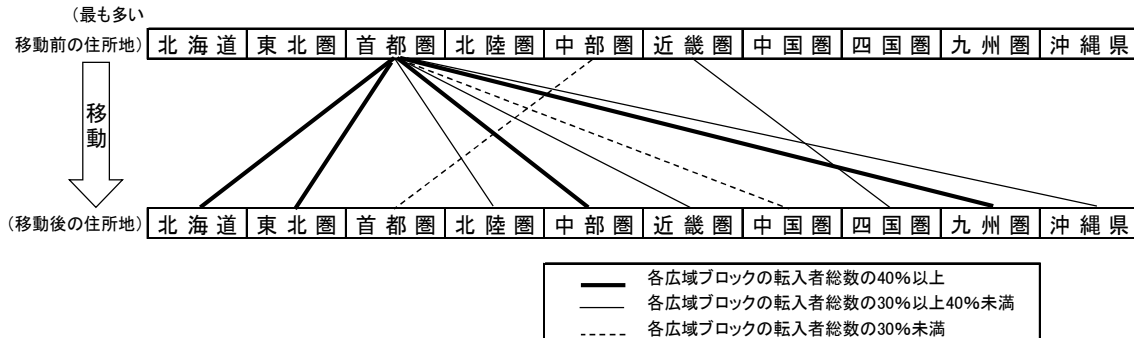 (最も多い
移動前の住所地) 北海道 東北圏 首都圏 北陸圏 中部圏 近畿圏 中国圏 四国圏 九州圏 沖縄県
移動
(移動後の住所地) 北海道 東北圏 首都圏 北陸圏 中部圏 近畿圏 中国圏 四国圏 九州圏 沖縄県
各広域ブロックの転入者総数の40%以上
各広域ブロックの転入者総数の30%以上40%未満
各広域ブロックの転入者総数の30%未満